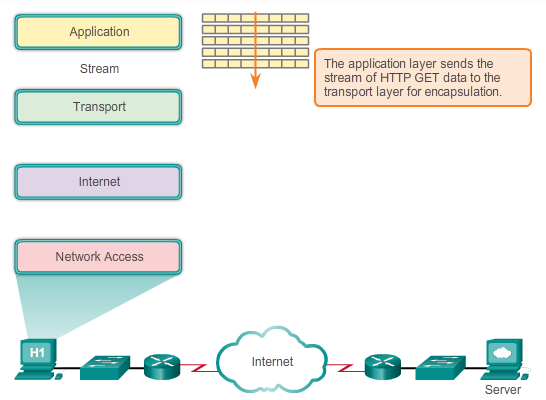 Application
Stream
The application layer sends the
stream of HTTP GET data to the
transport layer for encapsulation.
Transport
Internet
Network Access
H1
Internet
Server